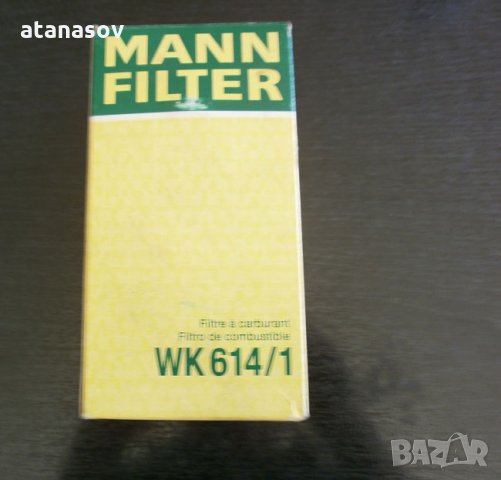 atanasov
MANN
FILTER
Filtre à carburant
Filtro de combustible
WK 614/1
BAZAR